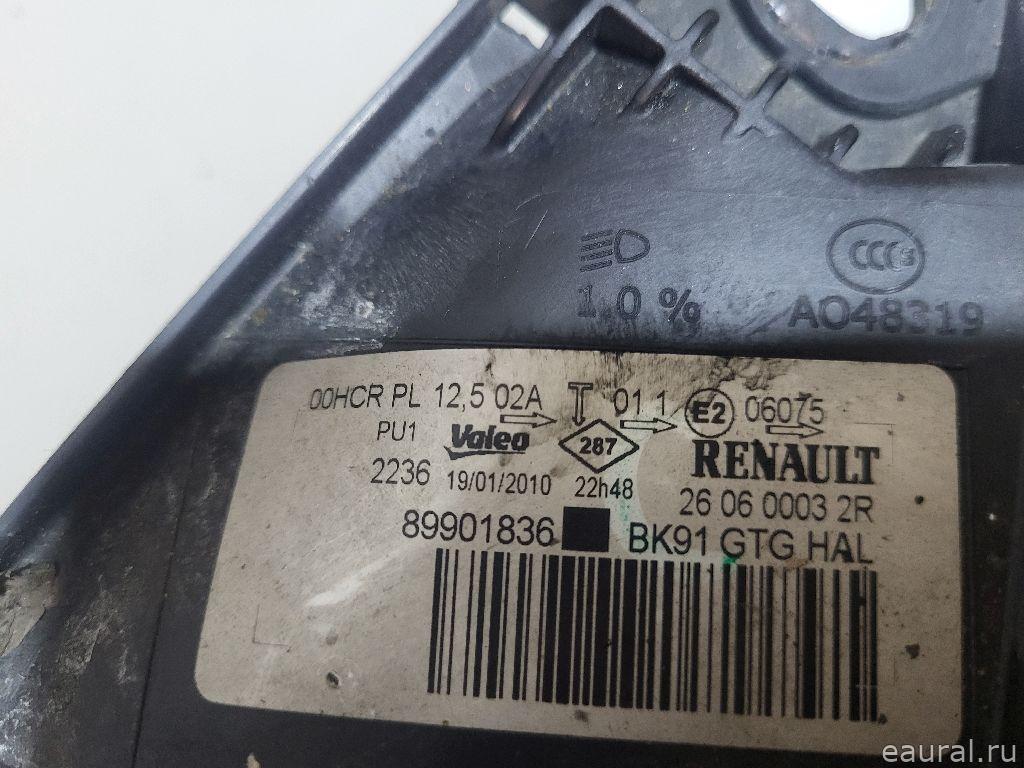 CCC S
1.0 %
A048319
00HCR PL 12,5 02A T 01 1 E2 06075
PU1 Valeo 287 RENAULT
2236 19/01/2010 22h48 26 06 0003 2R
89901836 BK91 GTG HAL
eaural.ru